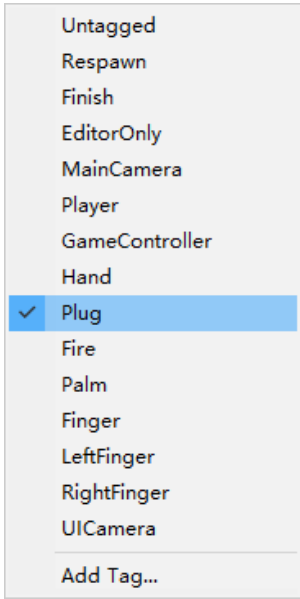 Untagged
Respawn
Finish
EditorOnly
MainCamera
Player
GameController
Hand
Plug
Fire
Palm
Finger
LeftFinger
RightFinger
UICamera
Add Tag...